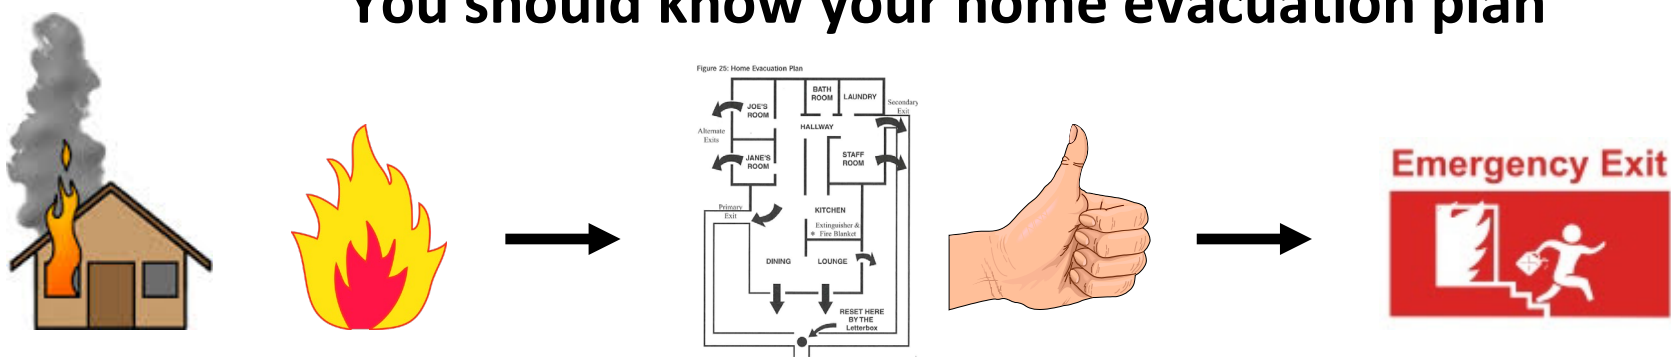 You should know your home evacuation plan
Figure 25: Home Evacuation Plan
BATH
ROOM
LAUNDRY
JOE'S
ROOM
Secondary
Exit
HALLWAY
Alternate
Exits
JANE'S
ROOM
STAFF
ROOM
Primary
Exit
KITCHEN
Extinguisher &
Fire Blanket
DINING
LOUNGE
RESET HERE
BY THE
Letterbox
Emergency Exit